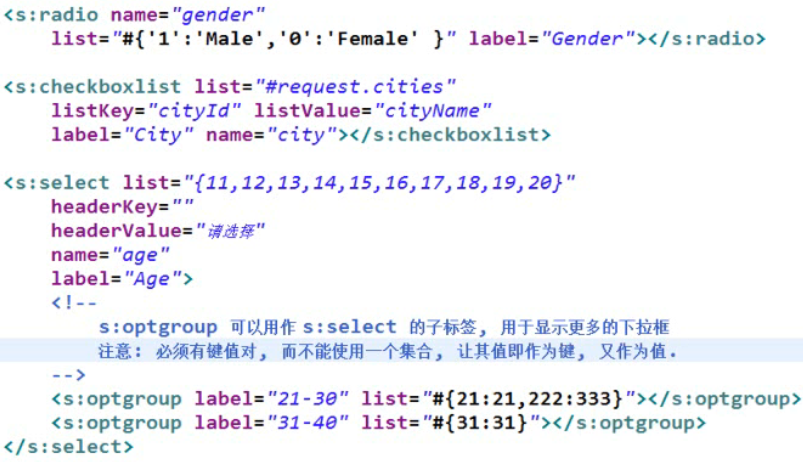 <s:radio name="gender"
list="#{'1':'Male','0':'Female' }" label="Gender"></s:radio>
<s:checkboxlist list="#request.cities"
listKey="cityId" listValue="cityName"
label="City" name="city"></s:checkboxlist>
<s:select list="{11,12,13,14,15,16,17,18,19,20}"
headerKey=""
headerValue="请选择"
name="age"
label="Age">
<!--
s:optgroup 可以用作 s:select 的子标签, 用于显示更多的下拉框
注意: 必须有键值对, 而不能使用一个集合, 让其值即作为键, 又作为值.
-->
<s:optgroup label="21-30" list="#{21:21,222:333}"></s:optgroup>
<s:optgroup label="31-40" list="#{31:31}"></s:optgroup>
</s:select>